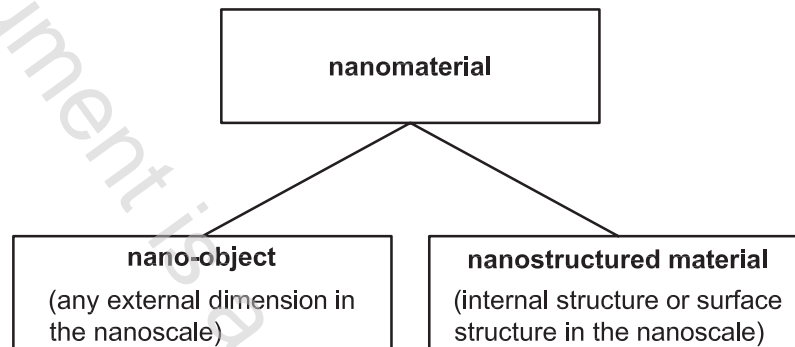 nanomaterial
nano-object
(any external dimension in
the nanoscale)
nanostructured material
(internal structure or surface
structure in the nanoscale)
is a